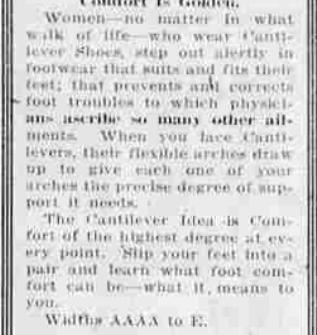 Comfort Is Golden.
Women—no matter in what
walk of life—who wear Canti-
lever Shoes, step out alertly in
footwear that suits and fits their
feet; that prevents and corrects
foot troubles to which physici-
ans ascribe so many other ail-
ments. When you lace Canti-
levers, their flexible arches draw
up to give each one of your
arches the precise degree of sup-
port it needs.
The Cantilever Idea is Com-
fort of the highest degree at ev-
ery point. Slip your feet into a
pair and learn what foot com-
fort can be—what it means to
you.
Widths AAAA to E.